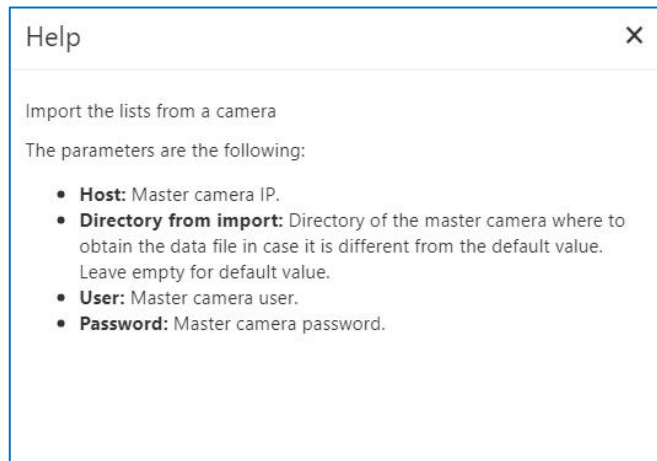 Help
Import the lists from a camera
The parameters are the following:
• Host: Master camera IP.
• Directory from import: Directory of the master camera where to
obtain the data file in case it is different from the default value.
Leave empty for default value.
• User: Master camera user.
• Password: Master camera password.